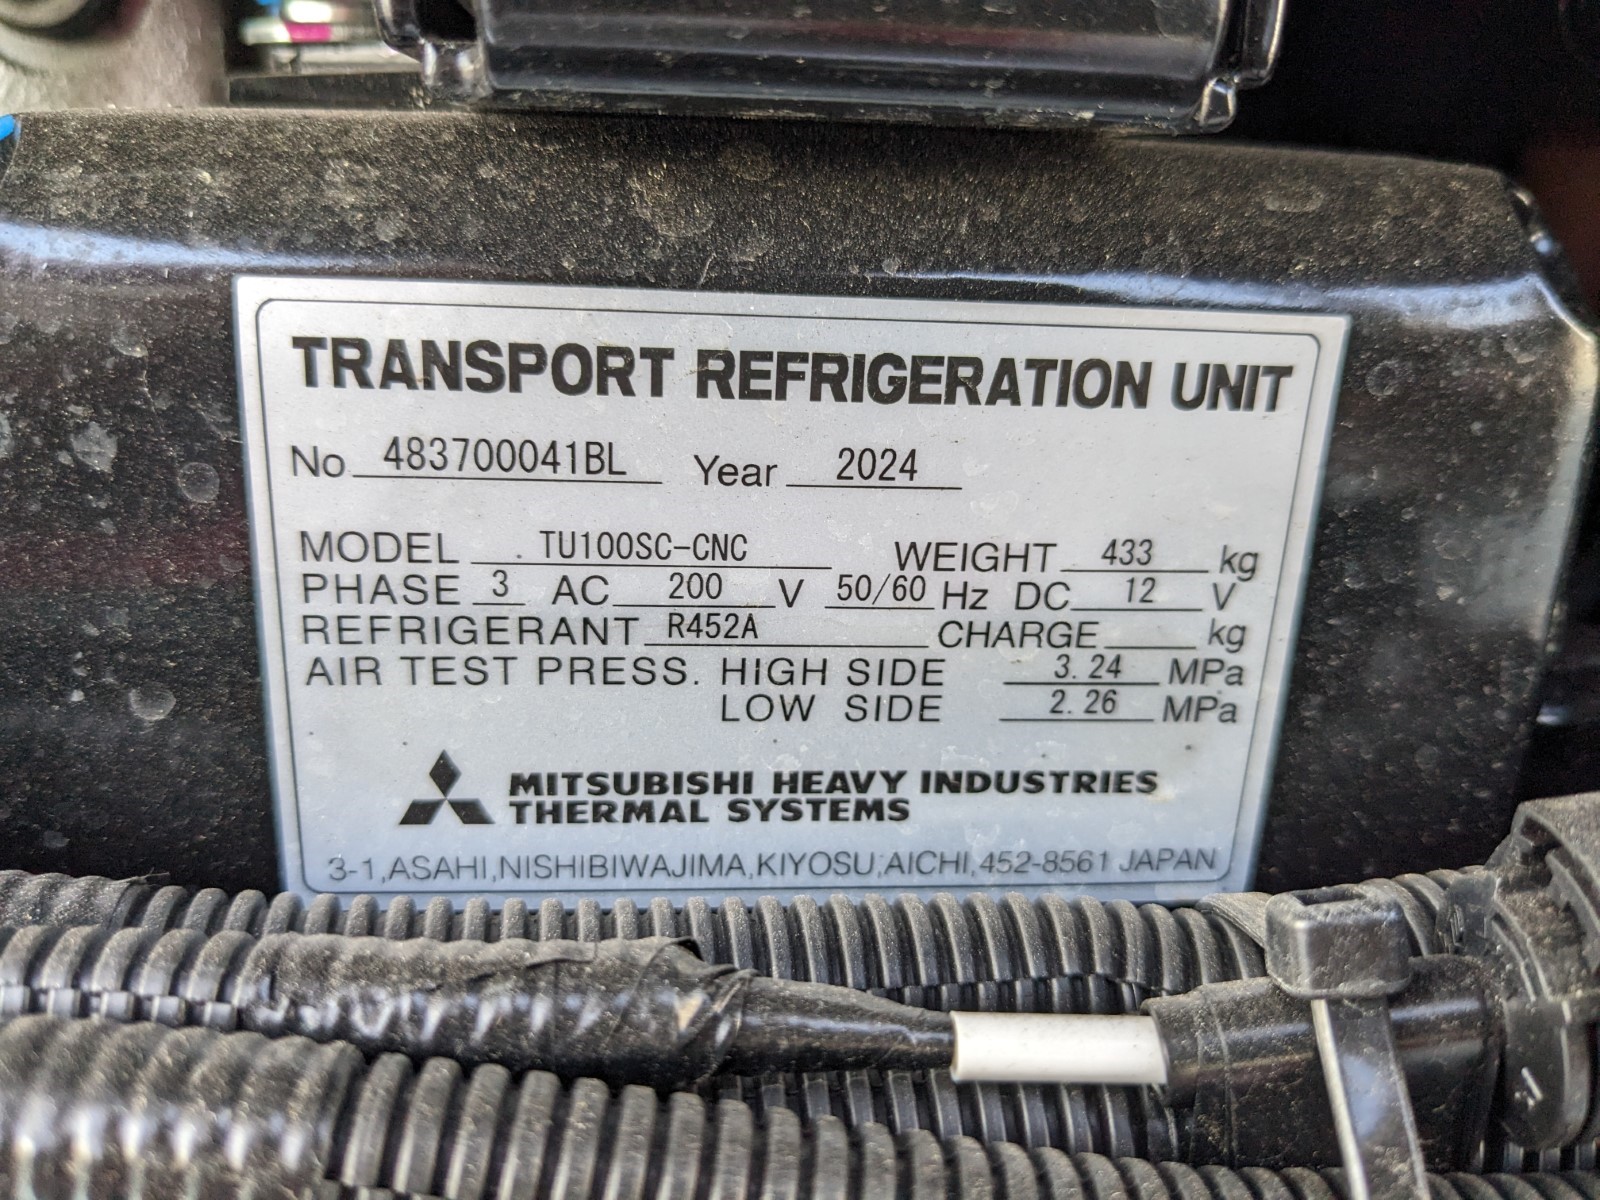 TRANSPORT REFRIGERATION UNIT
No. 483700041BL Year 2024
MODEL TU100SC-CNC WEIGHT 433 kg
PHASE 3 AC 200 V 50/60 Hz DC 12 V
REFRIGERANT R452A CHARGE kg
AIR TEST PRESS. HIGH SIDE 3.24 MPa
LOW SIDE 2.26 MPa
MITSUBISHI HEAVY INDUSTRIES
THERMAL SYSTEMS
3-1,ASAHI,NISHIBIWAJIMA,KIYOSU,AICHI,452-8561 JAPAN